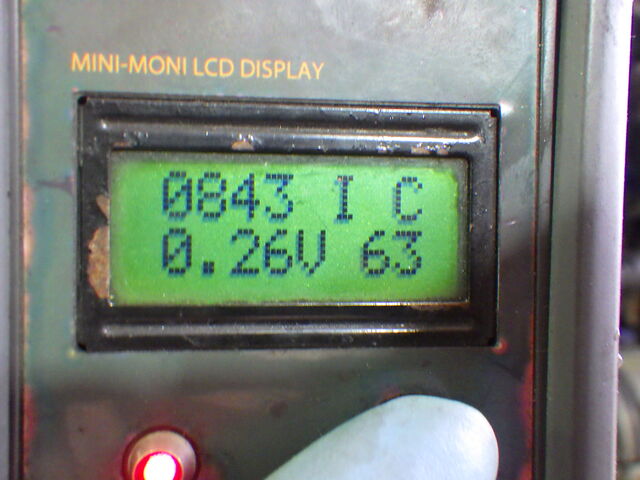 MINI-MONI LCD DISPLAY
0843 I C
0.26V 63